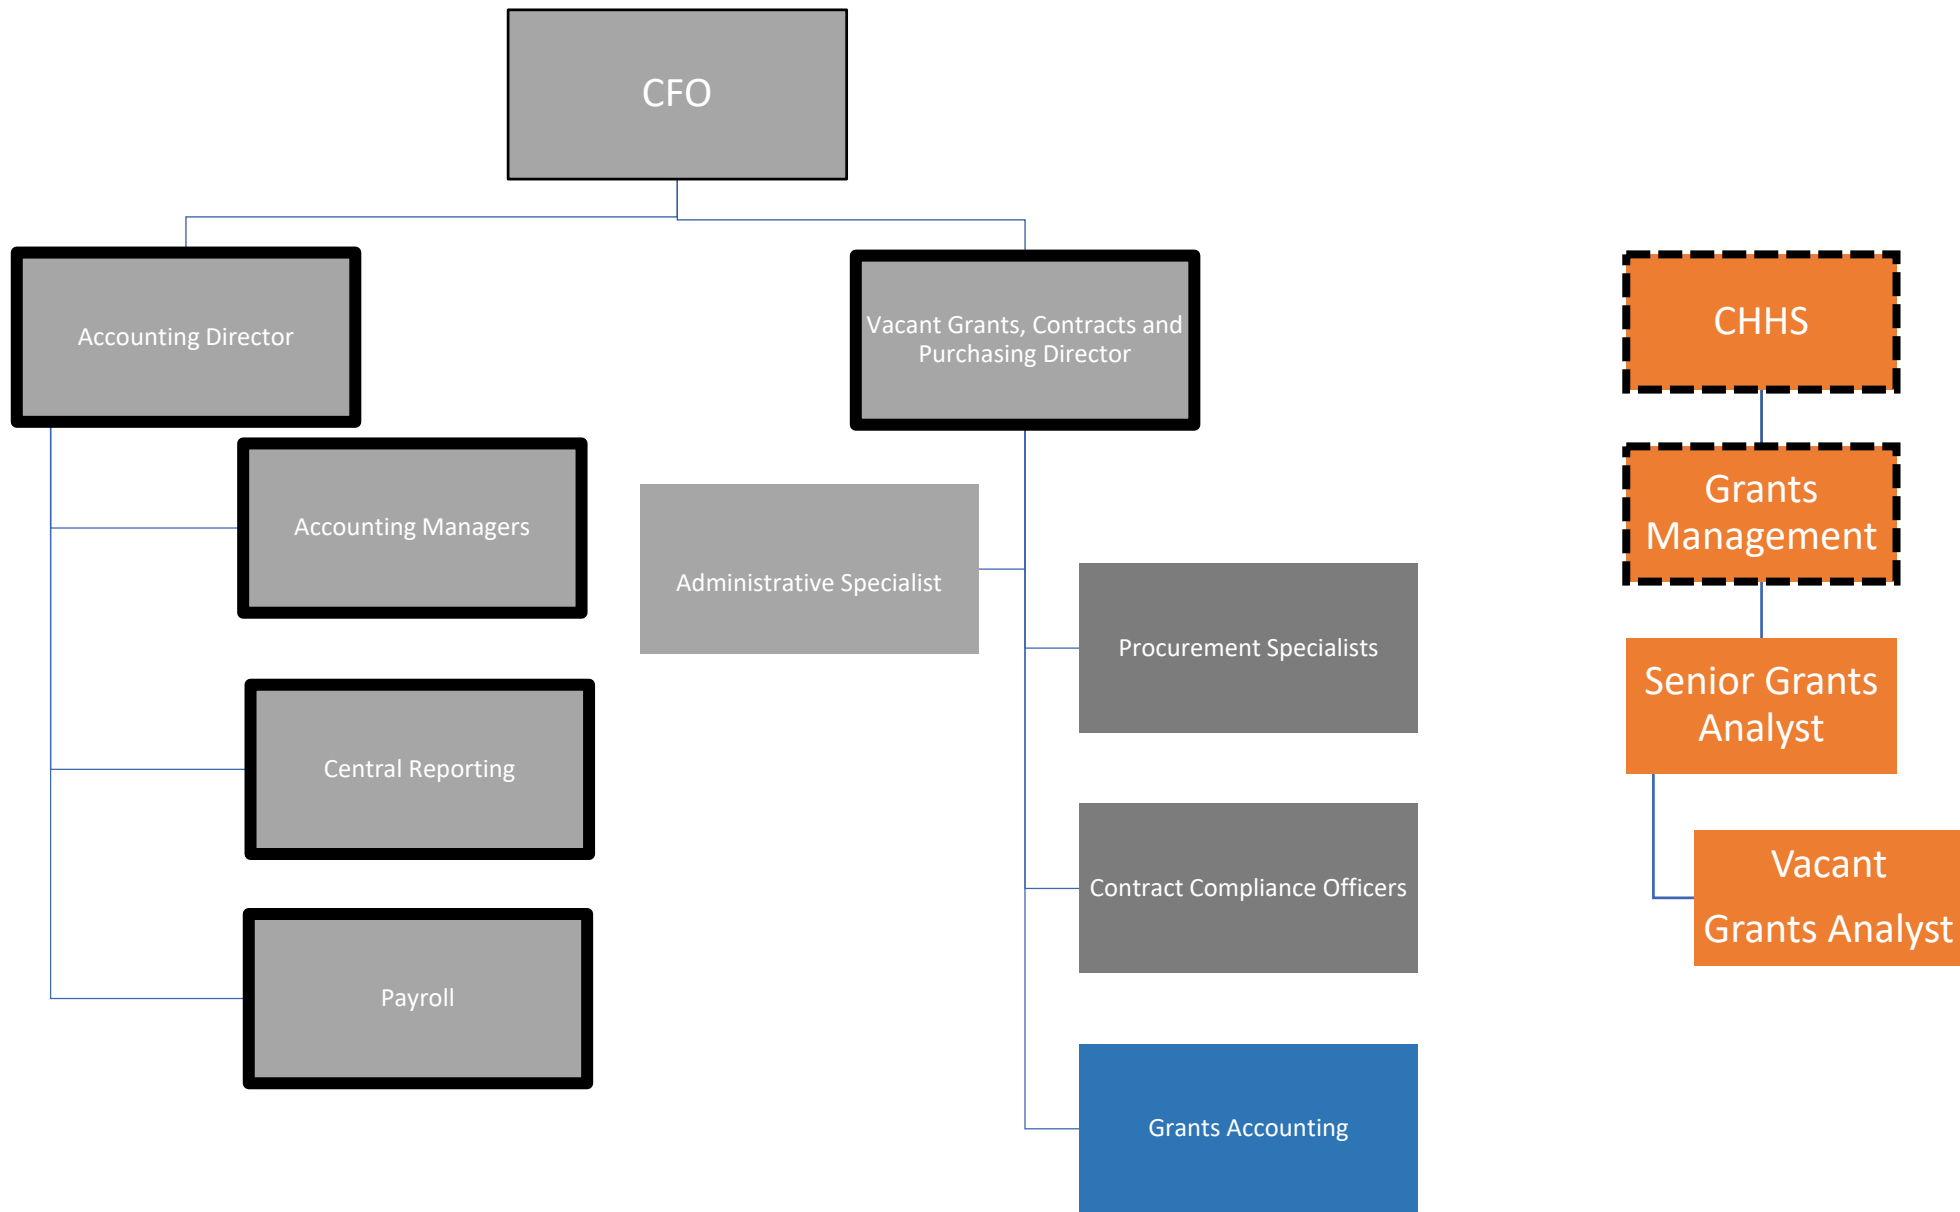 CFO
Accounting Director
Vacant Grants, Contracts and
Purchasing Director
CHHS
Accounting Managers
Grants
Management
Administrative Specialist
Procurement Specialists
Senior Grants
Analyst
Central Reporting
Contract Compliance Officers
Vacant
Grants Analyst
Payroll
Grants Accounting